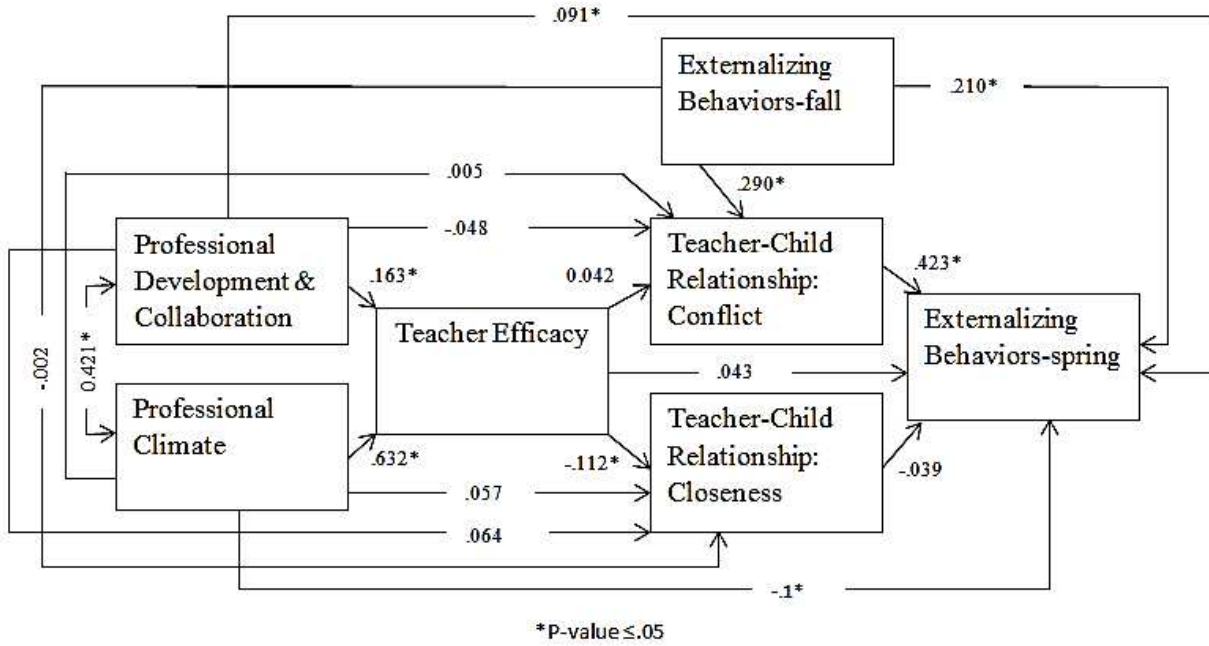 .091*
Externalizing
Behaviors-fall
.210*
.005
.290*
-.048
Professional
Development &
Collaboration
.163*
0.042
Teacher-Child
Relationship:
Conflict
.423*
Teacher Efficacy
Externalizing
Behaviors-spring
-.002
0.421*
.043
Professional
Climate
.632*
-.112*
Teacher-Child
Relationship:
Closeness
-.039
.057
.064
-.1*
*P-value ≤.05